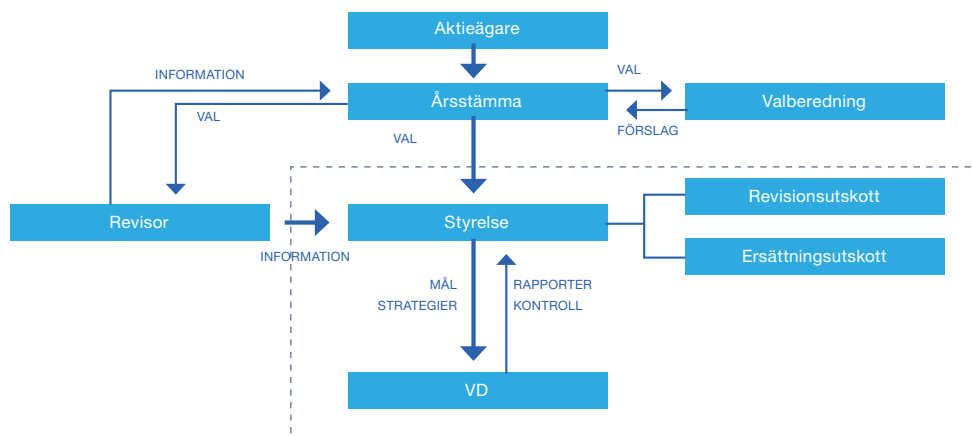 Aktieägare
INFORMATION
VAL
Årsstämma
Valberedning
VAL
FÖRSLAG
VAL
Revisionsutskott
Revisor
Styrelse
INFORMATION
Ersättningsutskott
MÅL
STRATEGIER
RAPPORTER
KONTROLL
VD